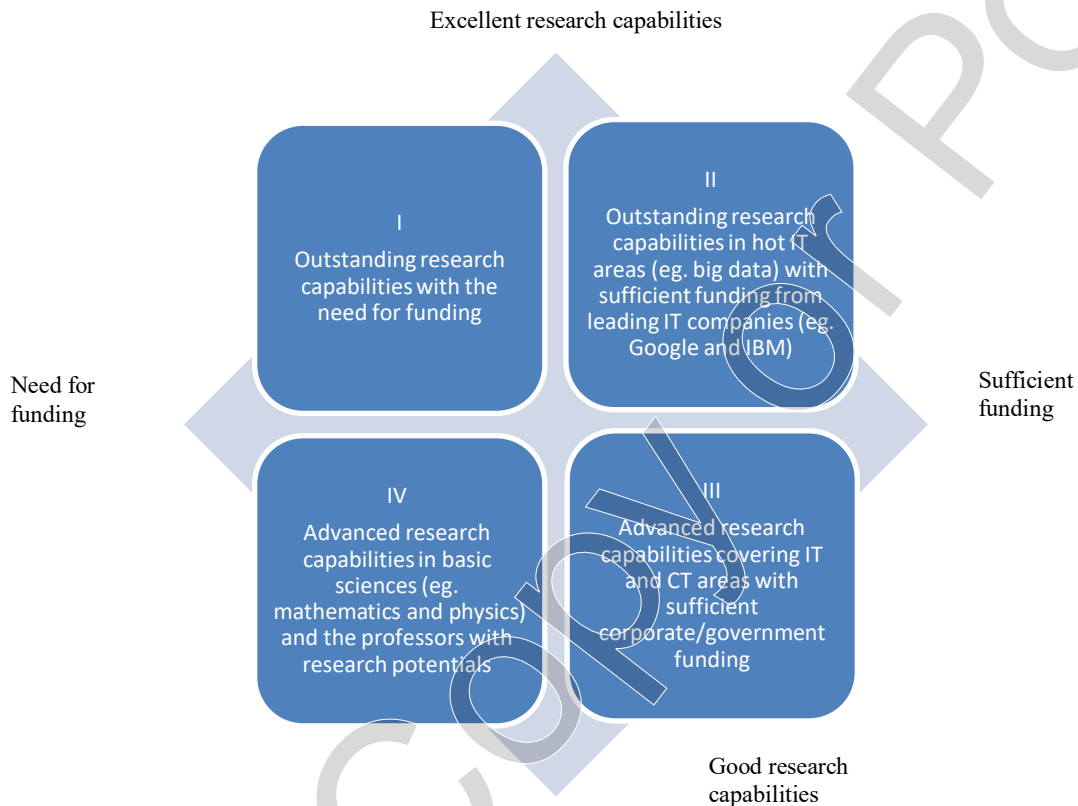 Excellent research capabilities
I
Outstanding research
capabilities with the
need for funding
II
Outstanding research
capabilities in hot IT
areas (eg. big data) with
sufficient funding from
leading IT companies (eg.
Google and IBM)
Need for
funding
Sufficient
funding
IV
Advanced research
capabilities in basic
sciences (eg.
mathematics and physics)
and the professors with
research potentials
III
Advanced research
capabilities covering IT
and CT areas with
sufficient
corporate/government
funding
Good research
capabilities
Copy or Po